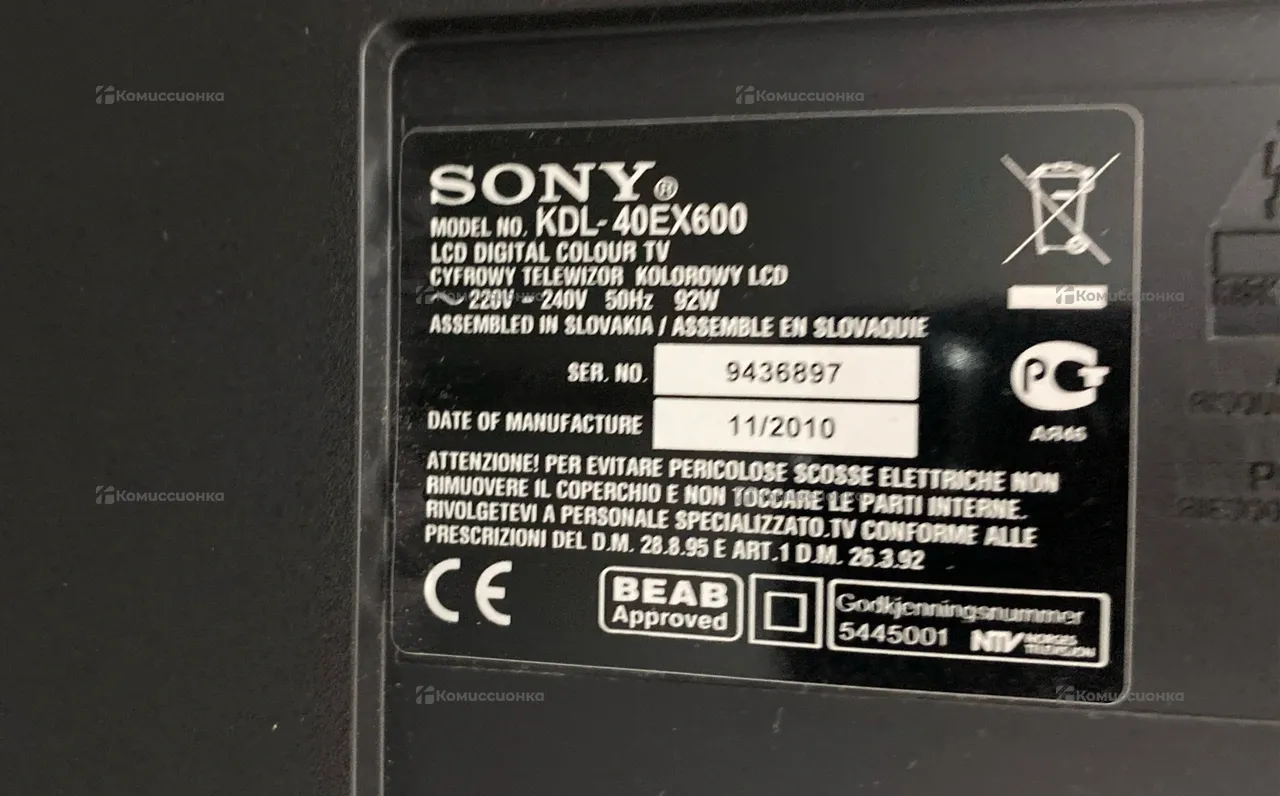 Комиссионка
Комиссионка
SONY®
MODEL NO. KDL-40EX600
LCD DIGITAL COLOUR TV
CYFROWY TELEWIZOR KOLOROWY LCD
~ 220V - 240V 50Hz 92W
Комиссионка
ASSEMBLED IN SLOVAKIA / ASSEMBLE EN SLOVAQUIE
SER. NO. 9436897
DATE OF MANUFACTURE 11/2010
РСТ
ATTENZIONE! PER EVITARE PERICOLOSE SCOSSE ELETTRICHE NON
RIMUOVERE IL COPERCHIO E NON TOCCARE LE PARTI INTERNE.
RIVOLGETEVI A PERSONALE SPECIALIZZATO.TV CONFORME ALLE
PRESCRIZIONI DEL D.M. 28.8.95 E ART.1 D.M. 26.3.92
Комиссионка
CE
BEAB
Approved
Godkjenningsnummer
5445001 NTV NORGES
TELEVISJON
Комиссионка
Комиссионка